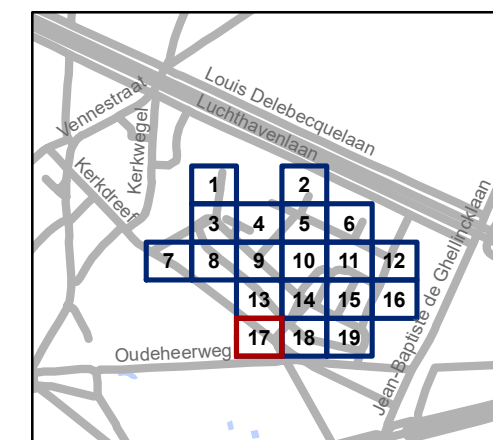 Louis Delebecquelaan
Luchthavenlaan
Vennestraat
Kerkwegel
Kerkdreef
1 2
3 4 5 6
7 8 9 10 11 12
13 14 15 16
17 18 19
Oudeheerweg
Jean-Baptiste de Ghellincklaan